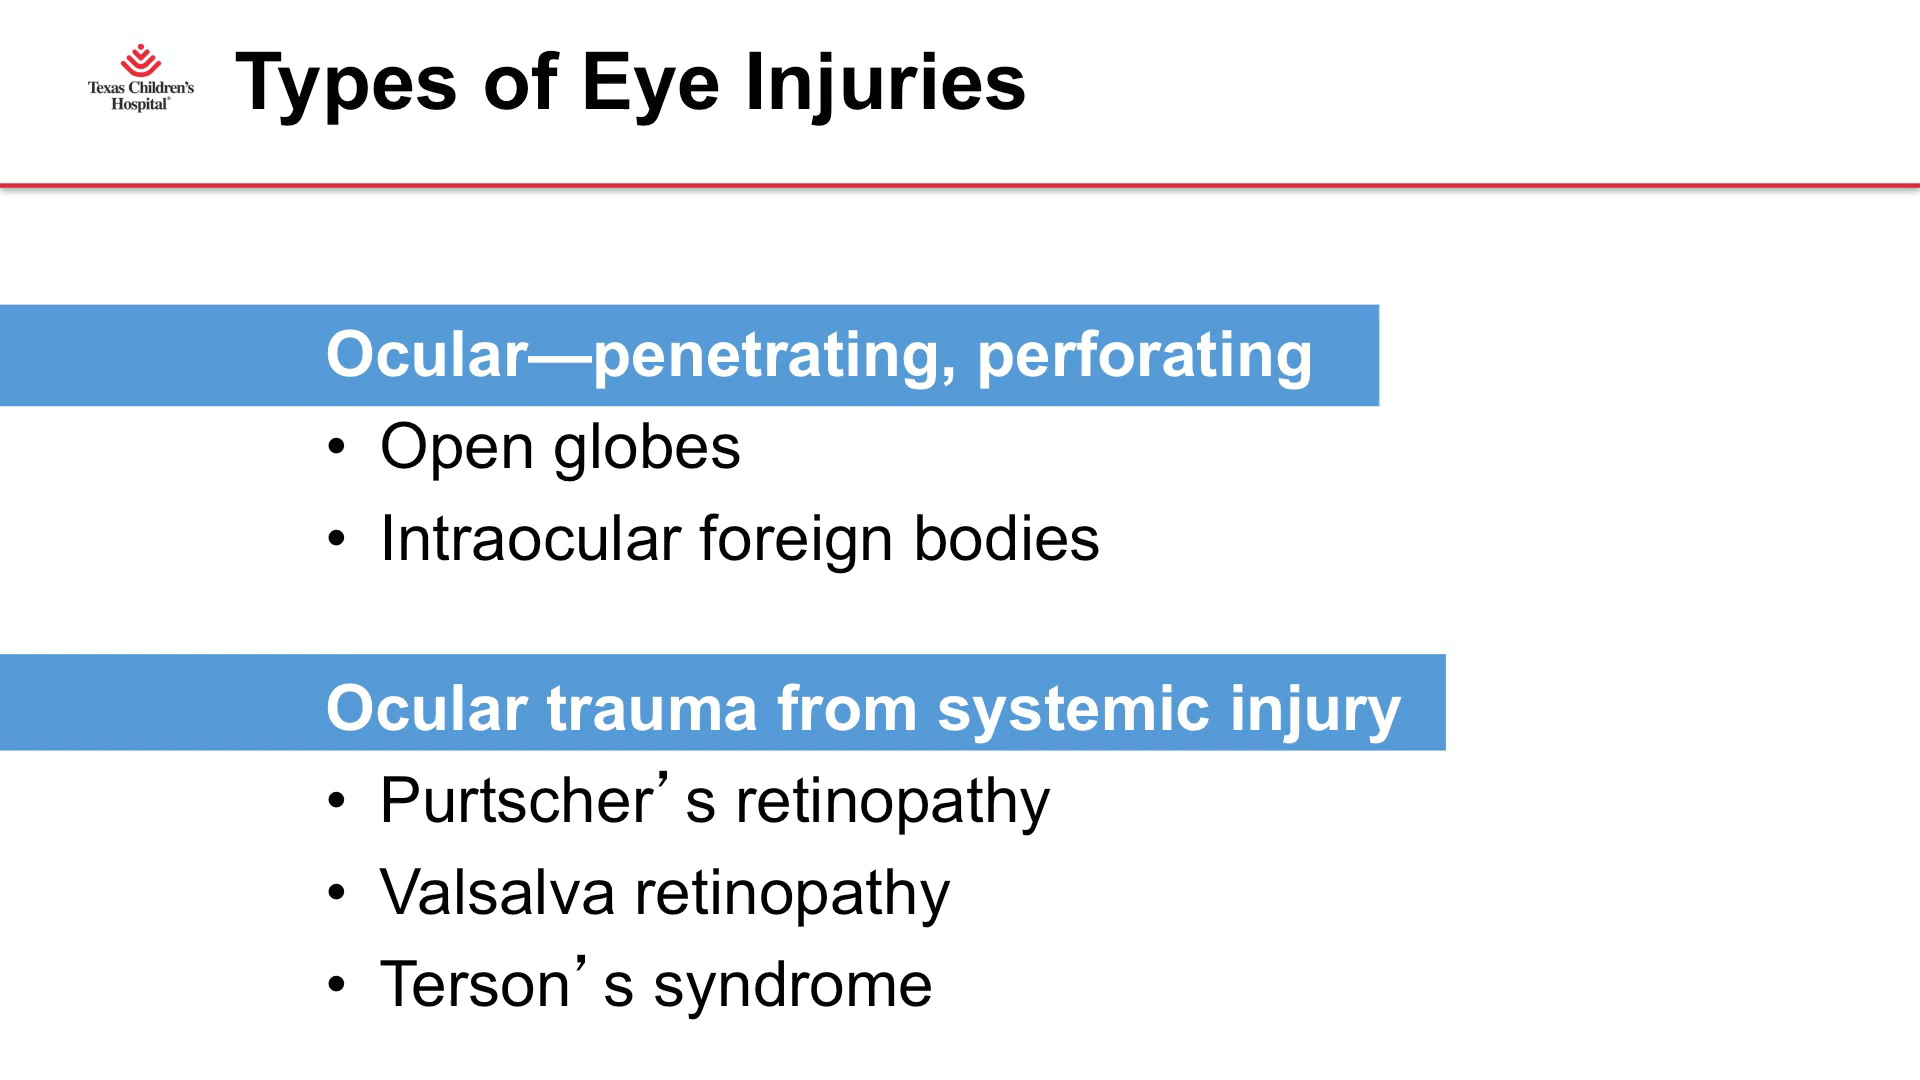 Texas Children's
Hospital®
Types of Eye Injuries
Ocular—penetrating, perforating
• Open globes
• Intraocular foreign bodies
Ocular trauma from systemic injury
• Purtscher’s retinopathy
• Valsalva retinopathy
• Terson’s syndrome